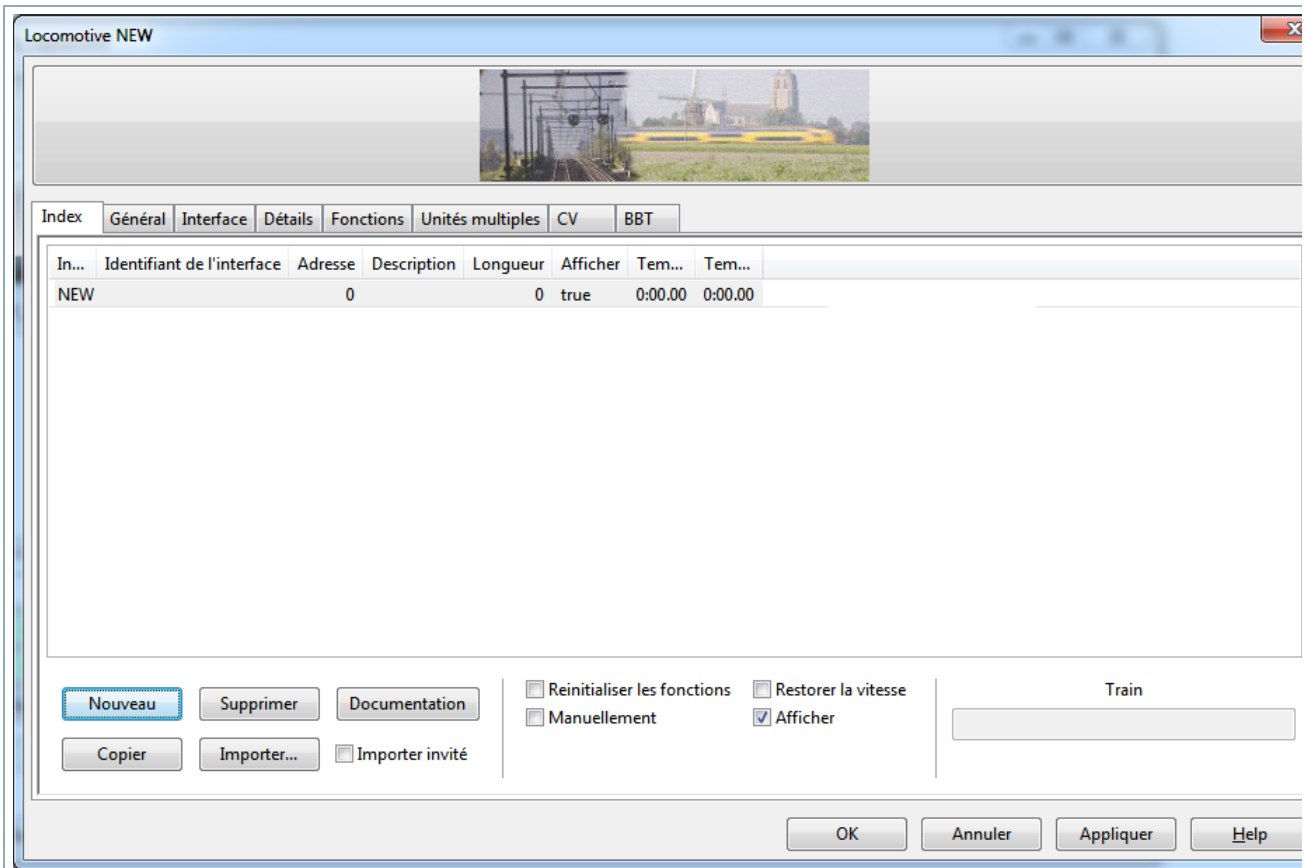 Locomotive NEW
Index Général Interface Détails Fonctions Unités multiples CV BBT
In... Identifiant de l'interface Adresse Description Longueur Afficher Tem... Tem...
NEW 0 0 true 0:00.00 0:00.00
Nouveau Supprimer Documentation Reinitialiser les fonctions Restorer la vitesse Train
Manuellement Afficher
Copier Importer... Importer invité
OK Annuler Appliquer Help